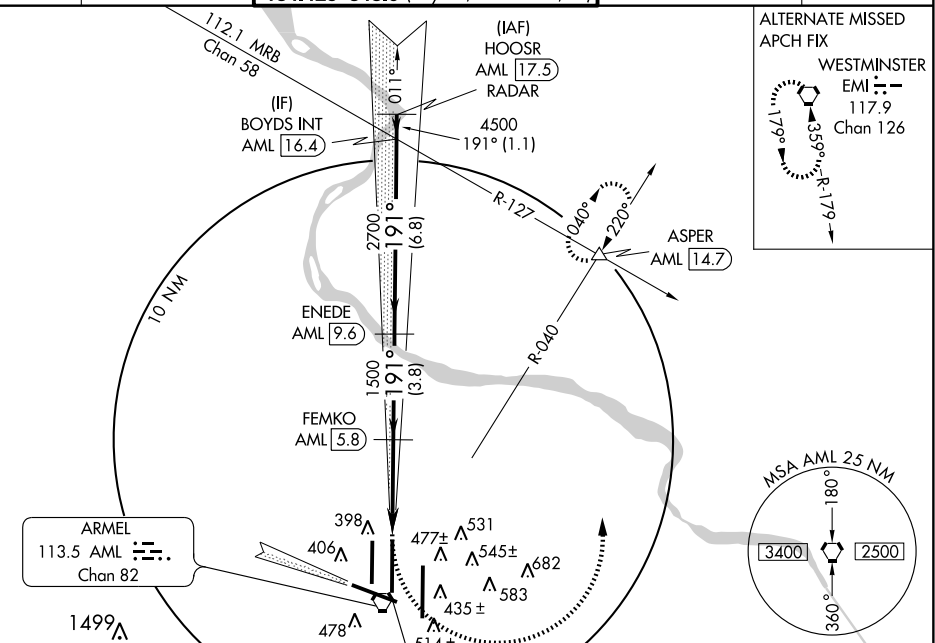 ALTERNATE MISSED
APCH FIX
WESTMINSTER
EMI
117.9
Chan 126
179°
359°
R-179
112.1 MRB
Chan 58
(IAF)
HOOSR
AML 17.5
RADAR
011°
(IF)
BOYDS INT
AML 16.4
4500
191° (1.1)
R-127
040°
220°
ASPER
AML 14.7
2700
191°
(6.8)
10 NM
ENEDE
AML 9.6
R-040
1500
191°
(3.8)
FEMKO
AML 5.8
MSA AML 25 NM
180°
3400
2500
360°
ARMEL
113.5 AML
Chan 82
398
406
477±
531
545±
682
583
435 ±
478
1499